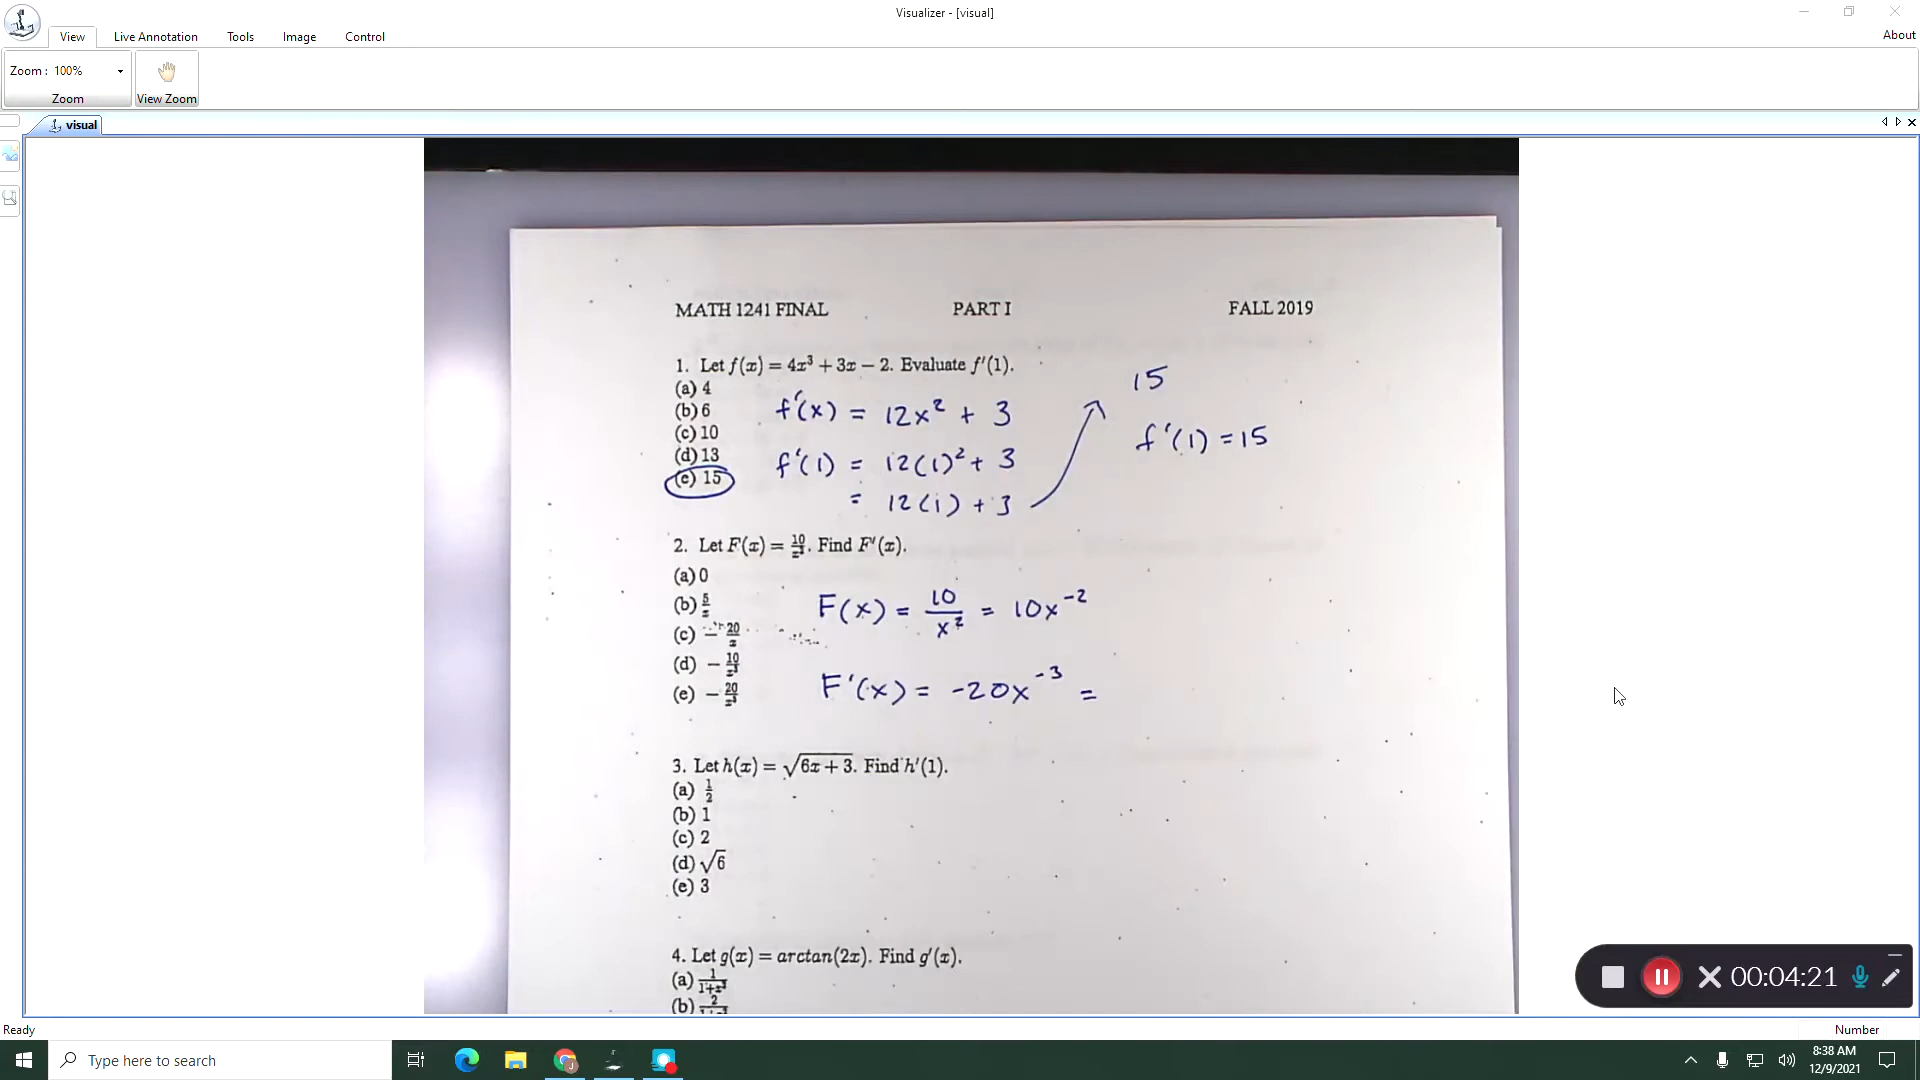 Visualizer - [visual]
View Live Annotation Tools Image Control About
Zoom : 100%
Zoom View Zoom
visual
MATH 1241 FINAL PART I FALL 2019
1. Let f(x) = 4x³ + 3x − 2. Evaluate f′(1).
(a) 4
(b) 6
(c) 10
(d) 13
(e) 15
f'(x) = 12x² + 3
f'(1) = 12(1)² + 3
= 12(1) + 3
15
f'(1) = 15
2. Let F(x) = 10/x². Find F′(x).
(a) 0
(b) 5/x
(c) − 20/x
(d) − 10/x³
(e) − 20/x³
F(x) = 10/x² = 10x⁻²
F'(x) = -20x⁻³ =
3. Let h(x) = √(6x + 3). Find h′(1).
(a) 1/2
(b) 1
(c) 2
(d) √6
(e) 3
4. Let g(x) = arctan(2x). Find g′(x).
(a)
(b)
00:04:21
Ready Number
Type here to search
8:38 AM
12/9/2021